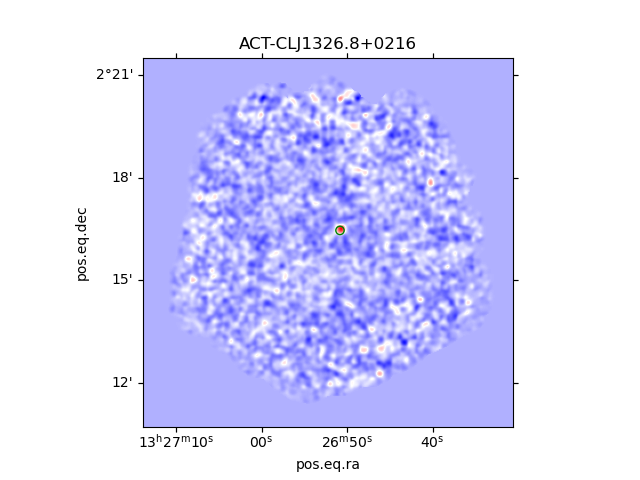 ACT-CLJ1326.8+0216
2°21'
18'
15'
12'
pos.eq.dec
13ʰ27ᵐ10ˢ 00ˢ 26ᵐ50ˢ 40ˢ
pos.eq.ra